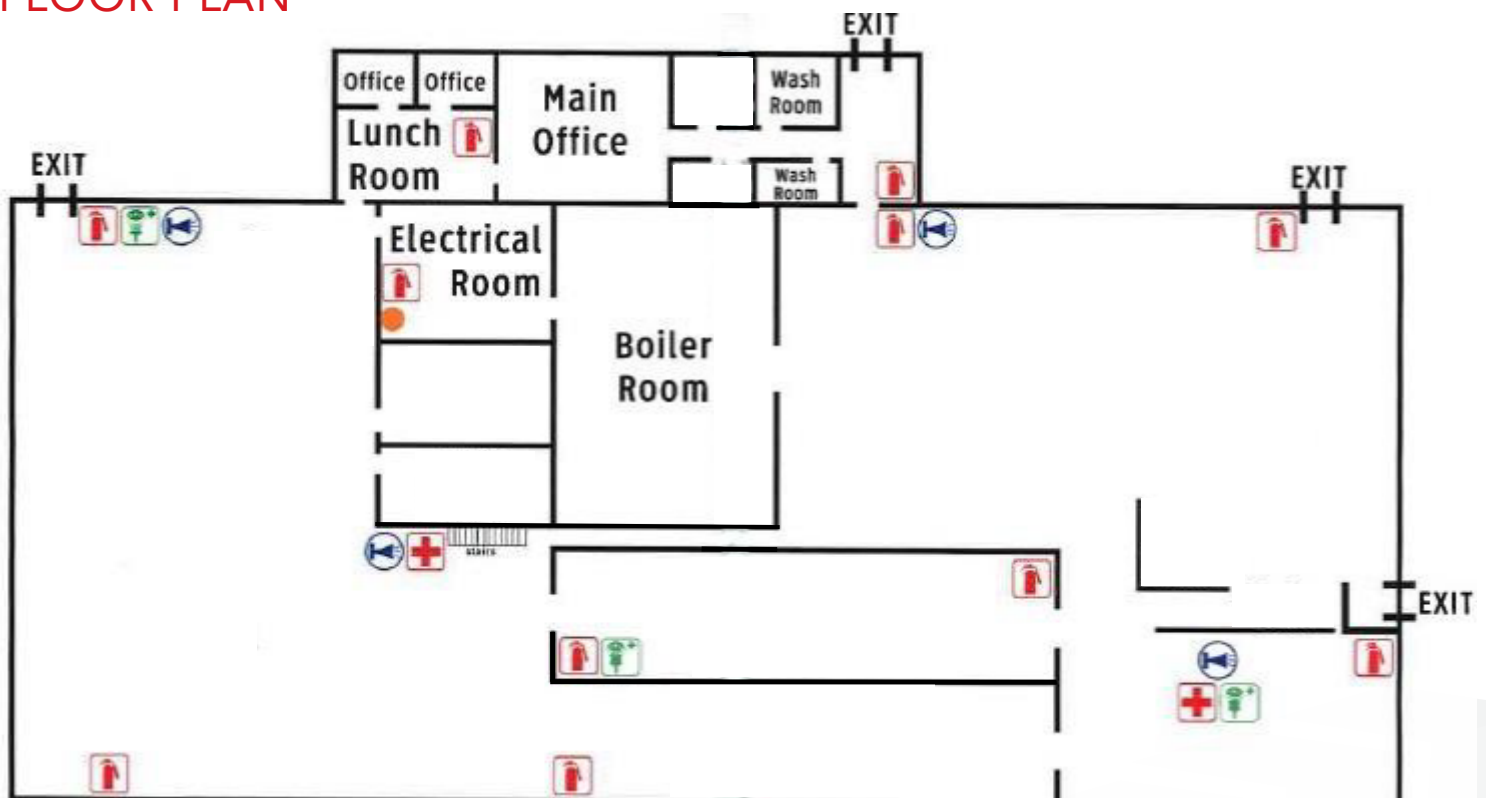 FLOOR PLAN
EXIT
Office
Office
Main
Office
Wash
Room
Lunch
Room
EXIT
Wash
Room
EXIT
Electrical
Room
Boiler
Room
stairs
EXIT